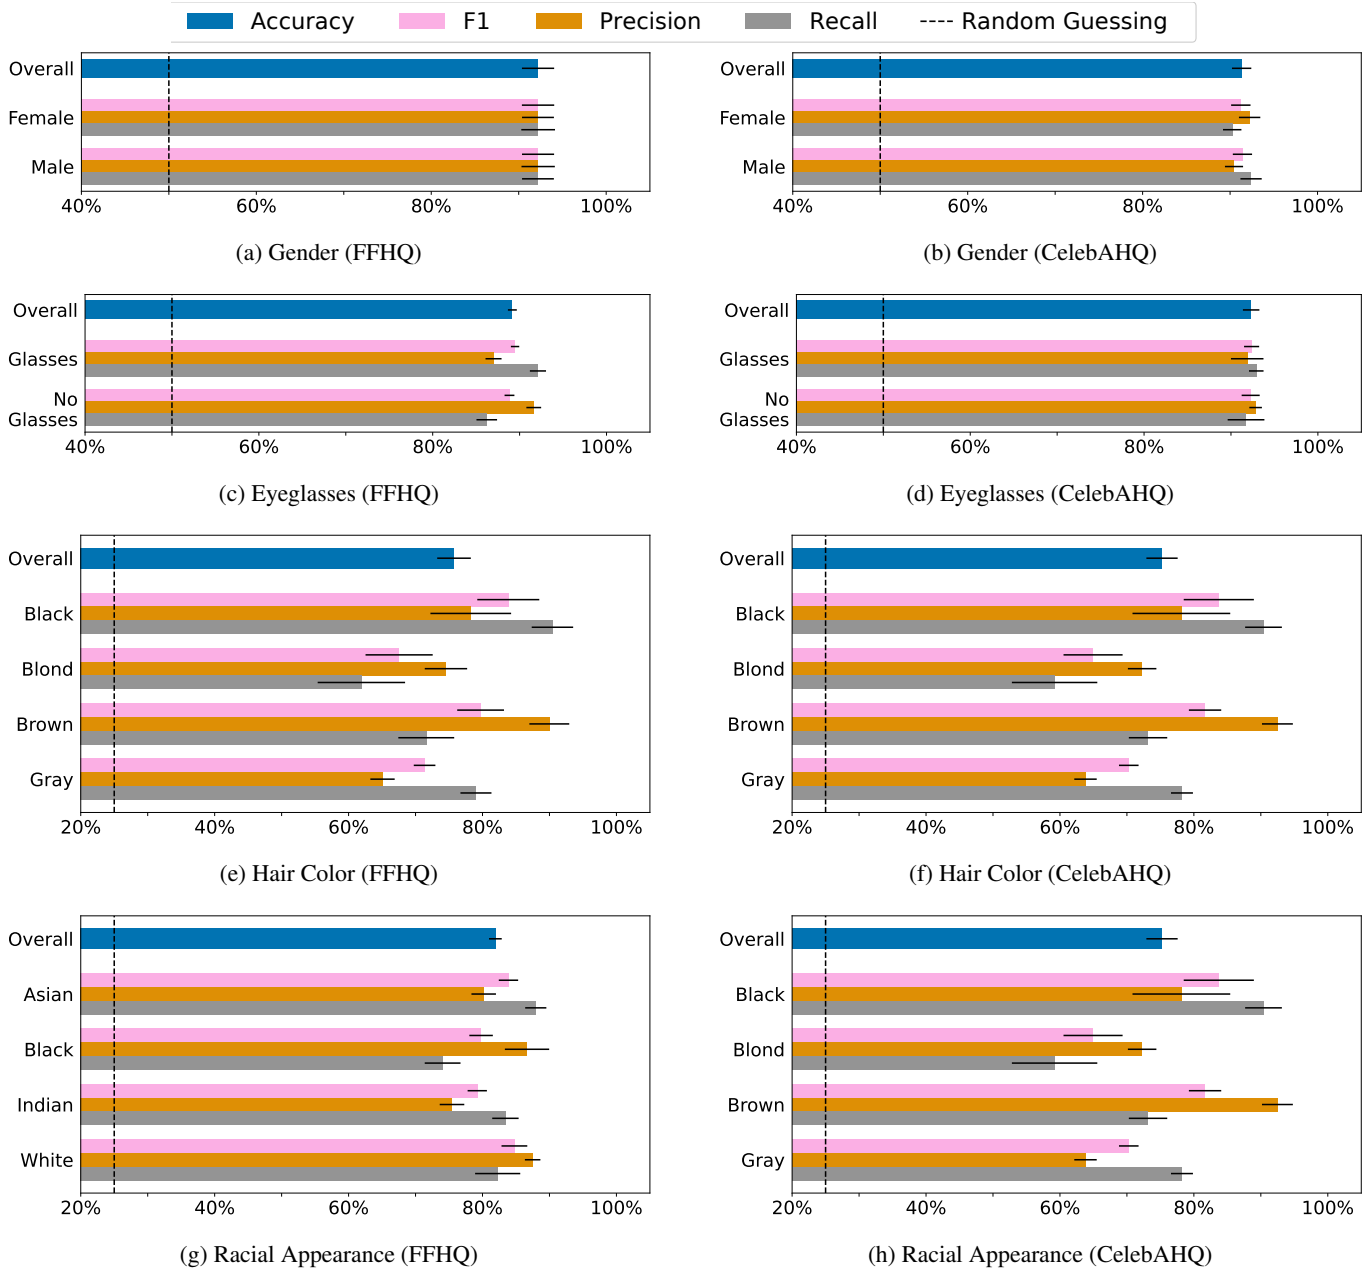 Accuracy F1 Precision Recall Random Guessing
Overall
Female
Male
40% 60% 80% 100%
(a) Gender (FFHQ)
Overall
Female
Male
40% 60% 80% 100%
(b) Gender (CelebAHQ)
Overall
Glasses
No
Glasses
40% 60% 80% 100%
(c) Eyeglasses (FFHQ)
Overall
Glasses
No
Glasses
40% 60% 80% 100%
(d) Eyeglasses (CelebAHQ)
Overall
Black
Blond
Brown
Gray
20% 40% 60% 80% 100%
(e) Hair Color (FFHQ)
Overall
Black
Blond
Brown
Gray
20% 40% 60% 80% 100%
(f) Hair Color (CelebAHQ)
Overall
Asian
Black
Indian
White
20% 40% 60% 80% 100%
(g) Racial Appearance (FFHQ)
Overall
Black
Blond
Brown
Gray
20% 40% 60% 80% 100%
(h) Racial Appearance (CelebAHQ)